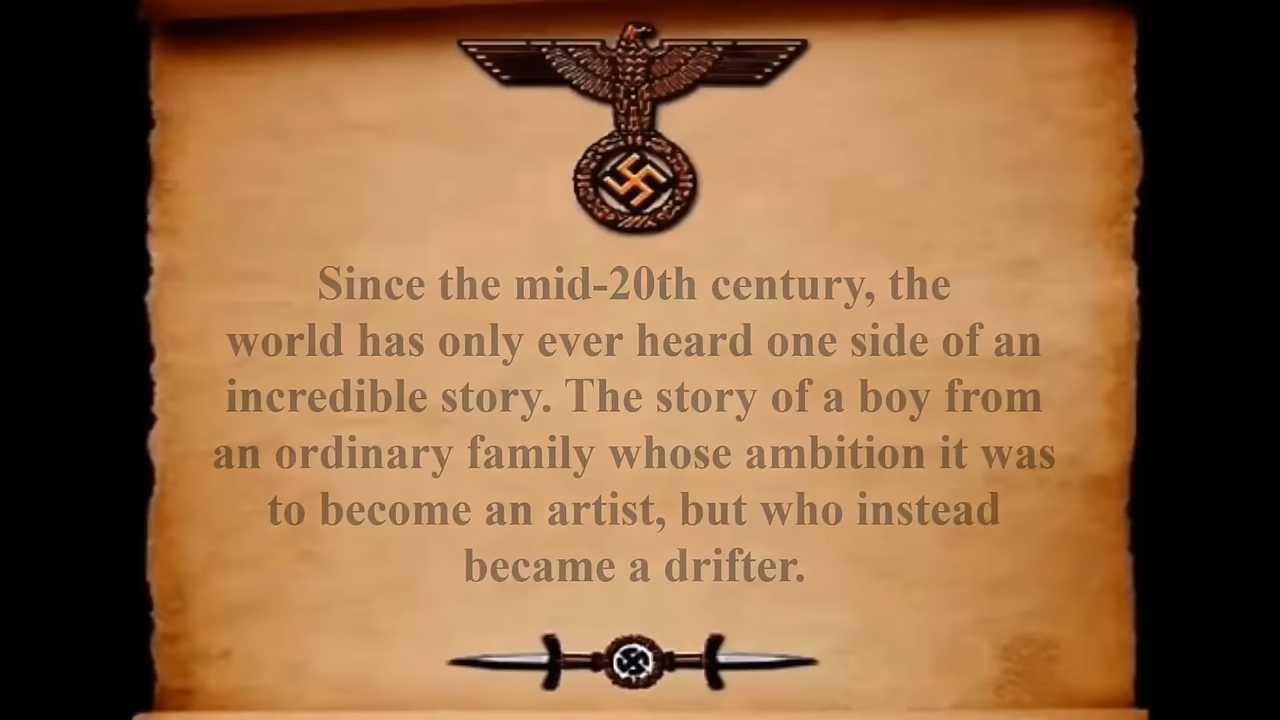 Since the mid-20th century, the
world has only ever heard one side of an
incredible story. The story of a boy from
an ordinary family whose ambition it was
to become an artist, but who instead
became a drifter.